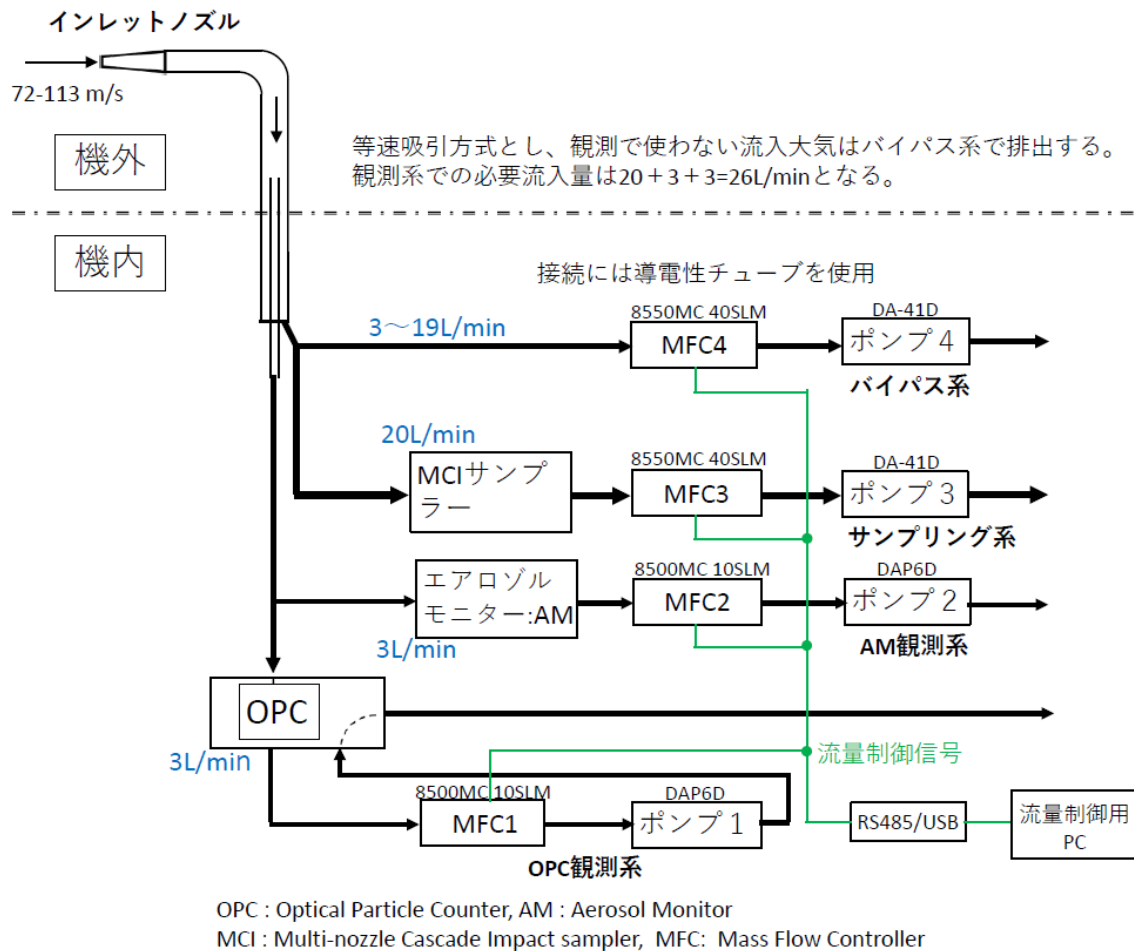 インレットノズル
72-113 m/s
機外
等速吸引方式とし、観測で使わない流入大気はバイパス系で排出する。
観測系での必要流入量は20＋3＋3=26L/minとなる。
機内
接続には導電性チューブを使用
3～19L/min
8550MC 40SLM
MFC4
DA-41D
ポンプ４
バイパス系
20L/min
MCIサンプ
ラー
8550MC 40SLM
MFC3
DA-41D
ポンプ３
サンプリング系
エアロゾル
モニター:AM
3L/min
8500MC 10SLM
MFC2
DAP6D
ポンプ２
AM観測系
OPC
3L/min
流量制御信号
8500MC 10SLM
MFC1
DAP6D
ポンプ１
OPC観測系
RS485/USB
流量制御用
PC
OPC : Optical Particle Counter, AM : Aerosol Monitor
MCI : Multi-nozzle Cascade Impact sampler, MFC: Mass Flow Controller